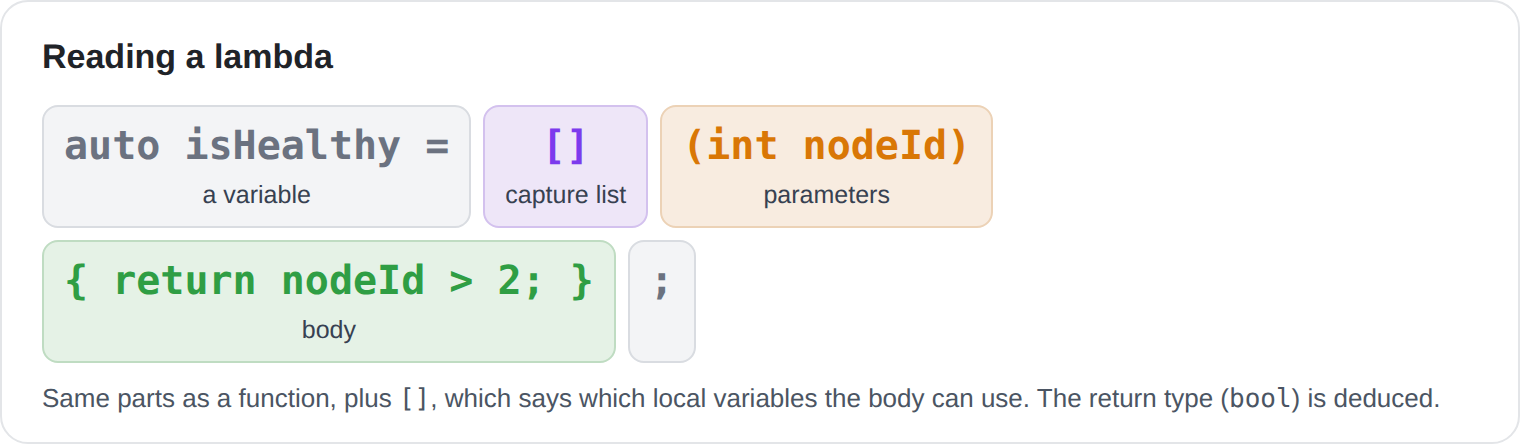 Reading a lambda
auto isHealthy = [] (int nodeId)
a variable capture list parameters
{ return nodeId > 2; } ;
body
Same parts as a function, plus [], which says which local variables the body can use. The return type (bool) is deduced.